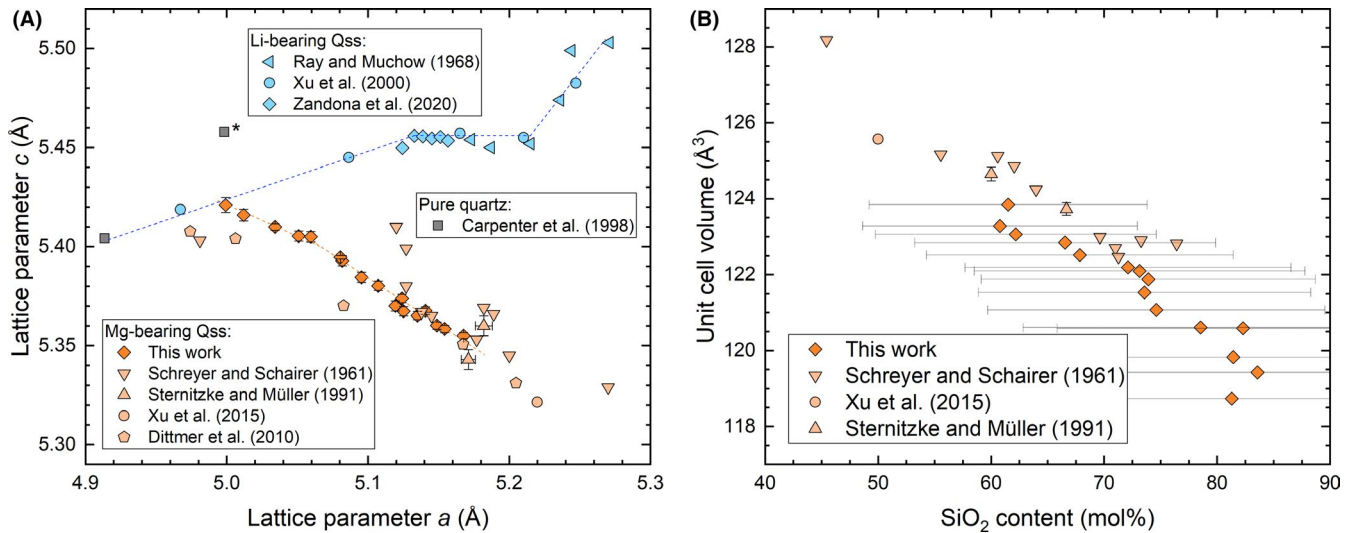 (A)
Lattice parameter c (Å)
5.50
5.45
5.40
5.35
5.30
4.9 5.0 5.1 5.2 5.3
Lattice parameter a (Å)
Li-bearing Qss:
Ray and Muchow (1968)
Xu et al. (2000)
Zandona et al. (2020)
*
Pure quartz:
Carpenter et al. (1998)
Mg-bearing Qss:
This work
Schreyer and Schairer (1961)
Sternitzke and Müller (1991)
Xu et al. (2015)
Dittmer et al. (2010)
(B)
Unit cell volume (Å³)
128
126
124
122
120
118
40 50 60 70 80 90
SiO₂ content (mol%)
This work
Schreyer and Schairer (1961)
Xu et al. (2015)
Sternitzke and Müller (1991)